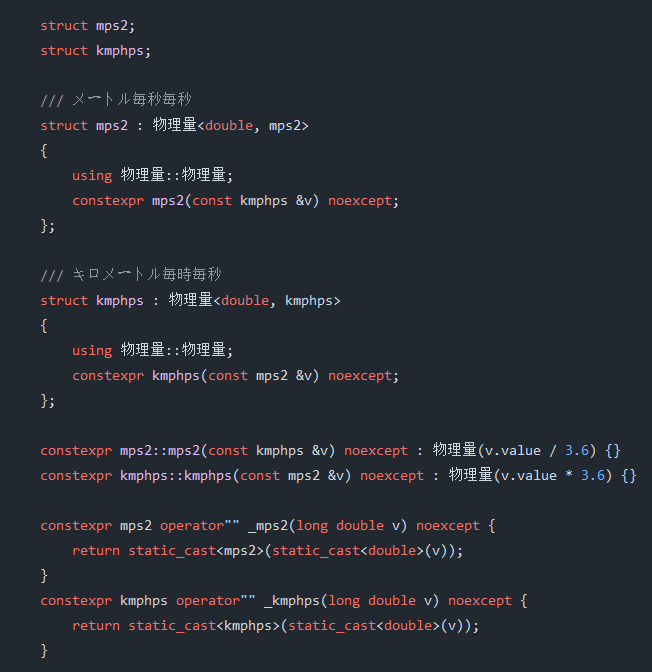 struct mps2;
struct kmphps;
/// メートル毎秒毎秒
struct mps2 : 物理量<double, mps2>
{
    using 物理量::物理量;
    constexpr mps2(const kmphps &v) noexcept;
};
/// キロメートル毎時毎秒
struct kmphps : 物理量<double, kmphps>
{
    using 物理量::物理量;
    constexpr kmphps(const mps2 &v) noexcept;
};
constexpr mps2::mps2(const kmphps &v) noexcept : 物理量(v.value / 3.6) {}
constexpr kmphps::kmphps(const mps2 &v) noexcept : 物理量(v.value * 3.6) {}
constexpr mps2 operator"" _mps2(long double v) noexcept {
    return static_cast<mps2>(static_cast<double>(v));
}
constexpr kmphps operator"" _kmphps(long double v) noexcept {
    return static_cast<kmphps>(static_cast<double>(v));
}